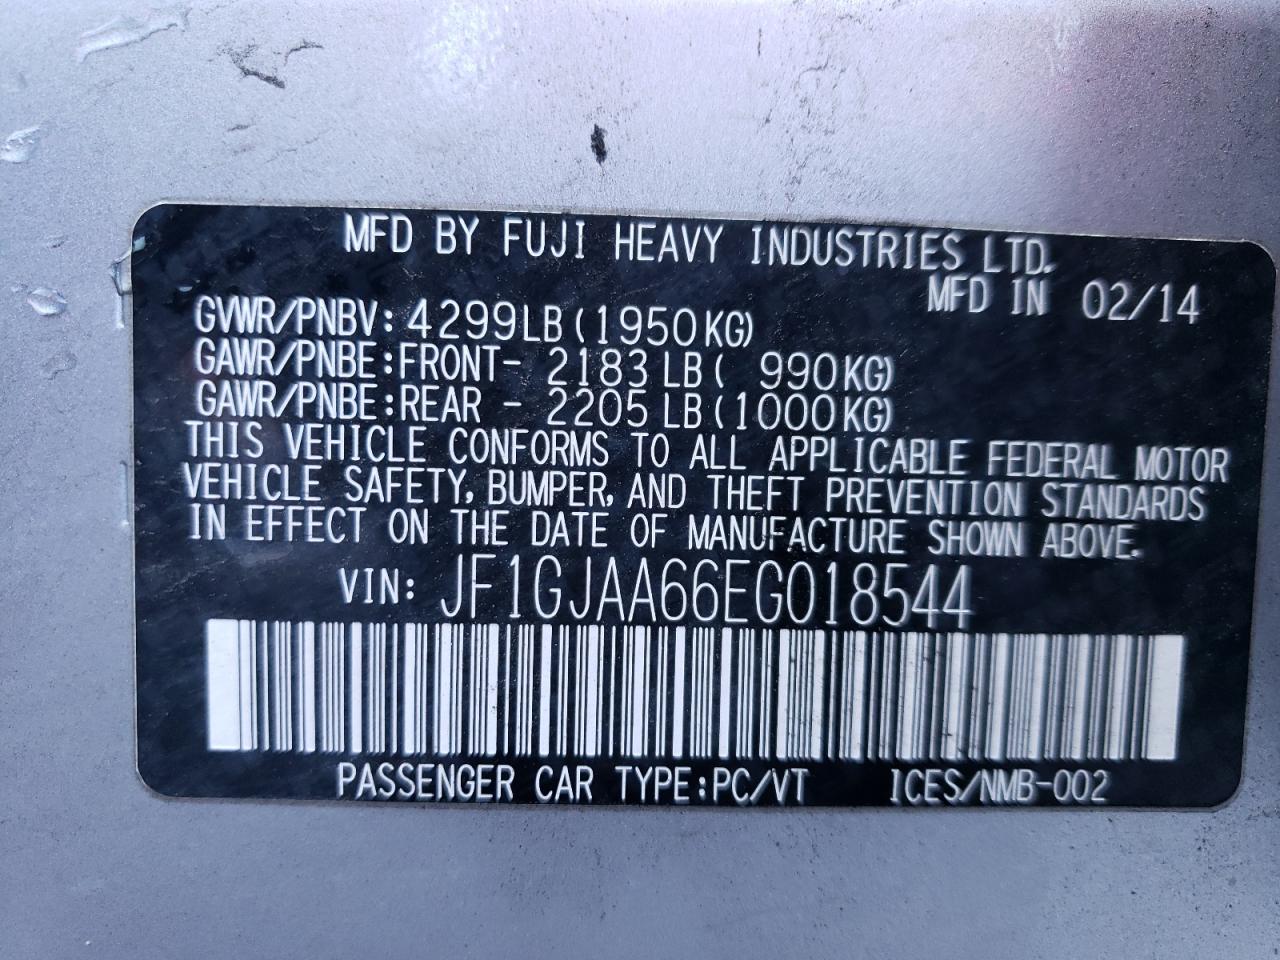 MFD BY FUJI HEAVY INDUSTRIES LTD.
MFD IN 02/14
GVWR/PNBV: 4299LB(1950KG)
GAWR/PNBE:FRONT- 2183LB( 990KG)
GAWR/PNBE:REAR - 2205LB(1000KG)
THIS VEHICLE CONFORMS TO ALL APPLICABLE FEDERAL MOTOR
VEHICLE SAFETY, BUMPER, AND THEFT PREVENTION STANDARDS
IN EFFECT ON THE DATE OF MANUFACTURE SHOWN ABOVE.
VIN: JF1GJAA66EG018544
PASSENGER CAR TYPE:PC/VT ICES/NMB-002